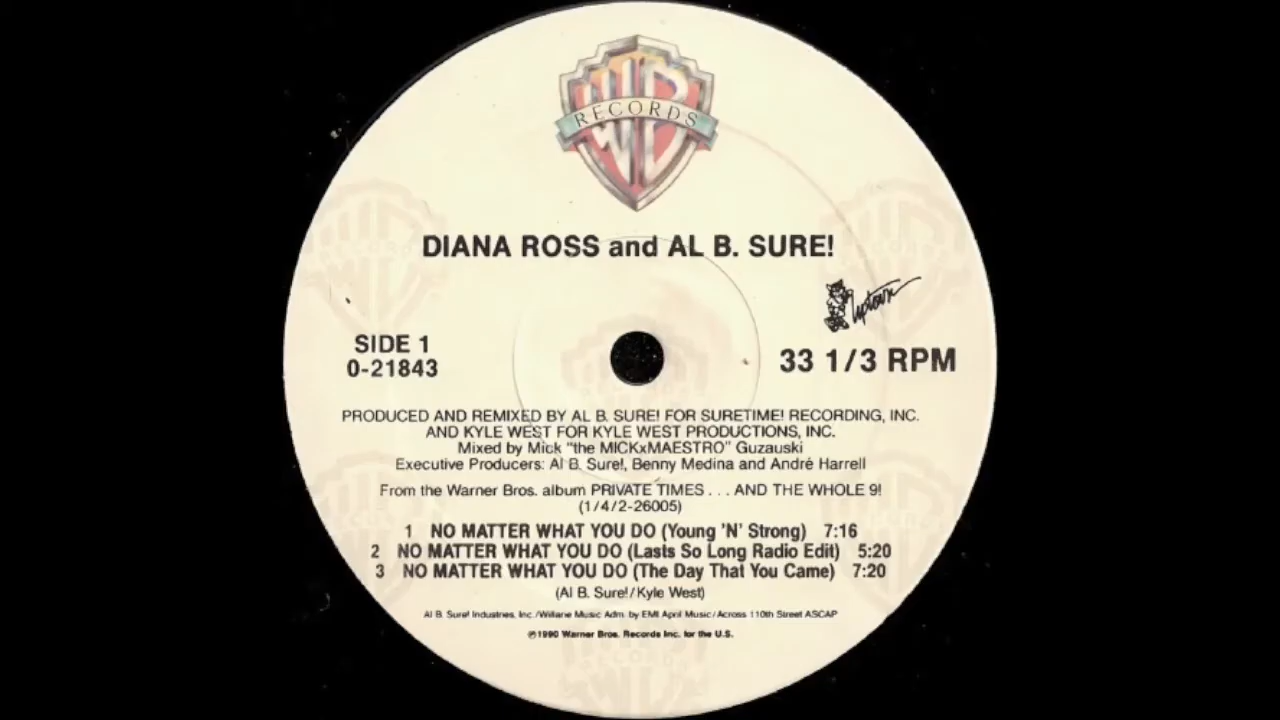 RECORDS
DIANA ROSS and AL B. SURE!
uptown
SIDE 1
0-21843
33 1/3 RPM
PRODUCED AND REMIXED BY AL B. SURE! FOR SURETIME! RECORDING, INC.
AND KYLE WEST FOR KYLE WEST PRODUCTIONS, INC.
Mixed by Mick "the MICKxMAESTRO" Guzauski
Executive Producers: Al B. Sure!, Benny Medina and André Harrell
From the Warner Bros. album PRIVATE TIMES . . . AND THE WHOLE 9!
(1/4/2-26005)
1 NO MATTER WHAT YOU DO (Young 'N' Strong) 7:16
2 NO MATTER WHAT YOU DO (Lasts So Long Radio Edit) 5:20
3 NO MATTER WHAT YOU DO (The Day That You Came) 7:20
(Al B. Sure!/Kyle West)
Al B. Sure! Industries, Inc./Willarie Music Adm. by EMI April Music/Across 110th Street ASCAP
℗1990 Warner Bros. Records Inc. for the U.S.